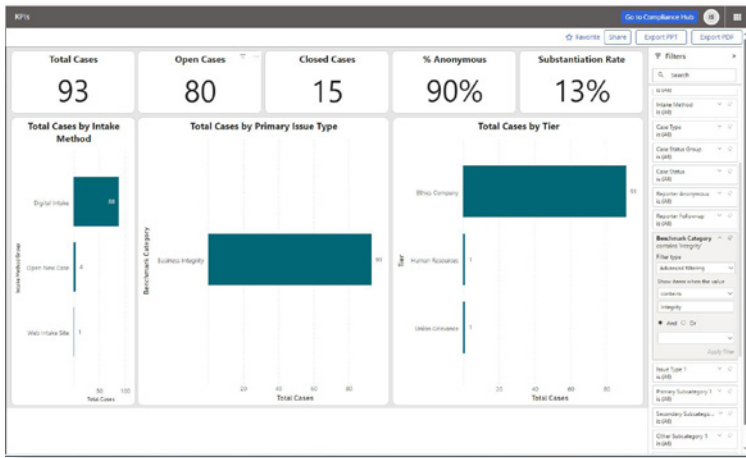 KPIs
Go to Compliance Hub
Favorite
Share
Export PPT
Export PDF
Total Cases
93
Open Cases
80
Closed Cases
15
% Anonymous
90%
Substantiation Rate
13%
Total Cases by Intake Method
Intake Method Group
Digital Intake
Open New Case
Web Intake Site
1
50
100
Total Cases
Total Cases by Primary Issue Type
Benchmark Category
Business Integrity
20
40
60
80
Total Cases
Total Cases by Tier
Tier
Ethico Company
91
Human Resources
1
Union Grievance
1
20
40
60
80
Total Cases
Filters
Search
is (All)
Intake Method
is (All)
Case Type
is (All)
Case Status Group
is (All)
Case Status
is (All)
Reporter Anonymous
is (All)
Reporter Followup
is (All)
Benchmark Category
contains 'Integrity'
Filter type
Advanced filtering
Show items when the value
contains
Integrity
And
Or
Apply filter
Issue Type 1
is (All)
Primary Subcategory 1
is (All)
Secondary Subcatego...
is (All)
Other Subcategory 1
is (All)